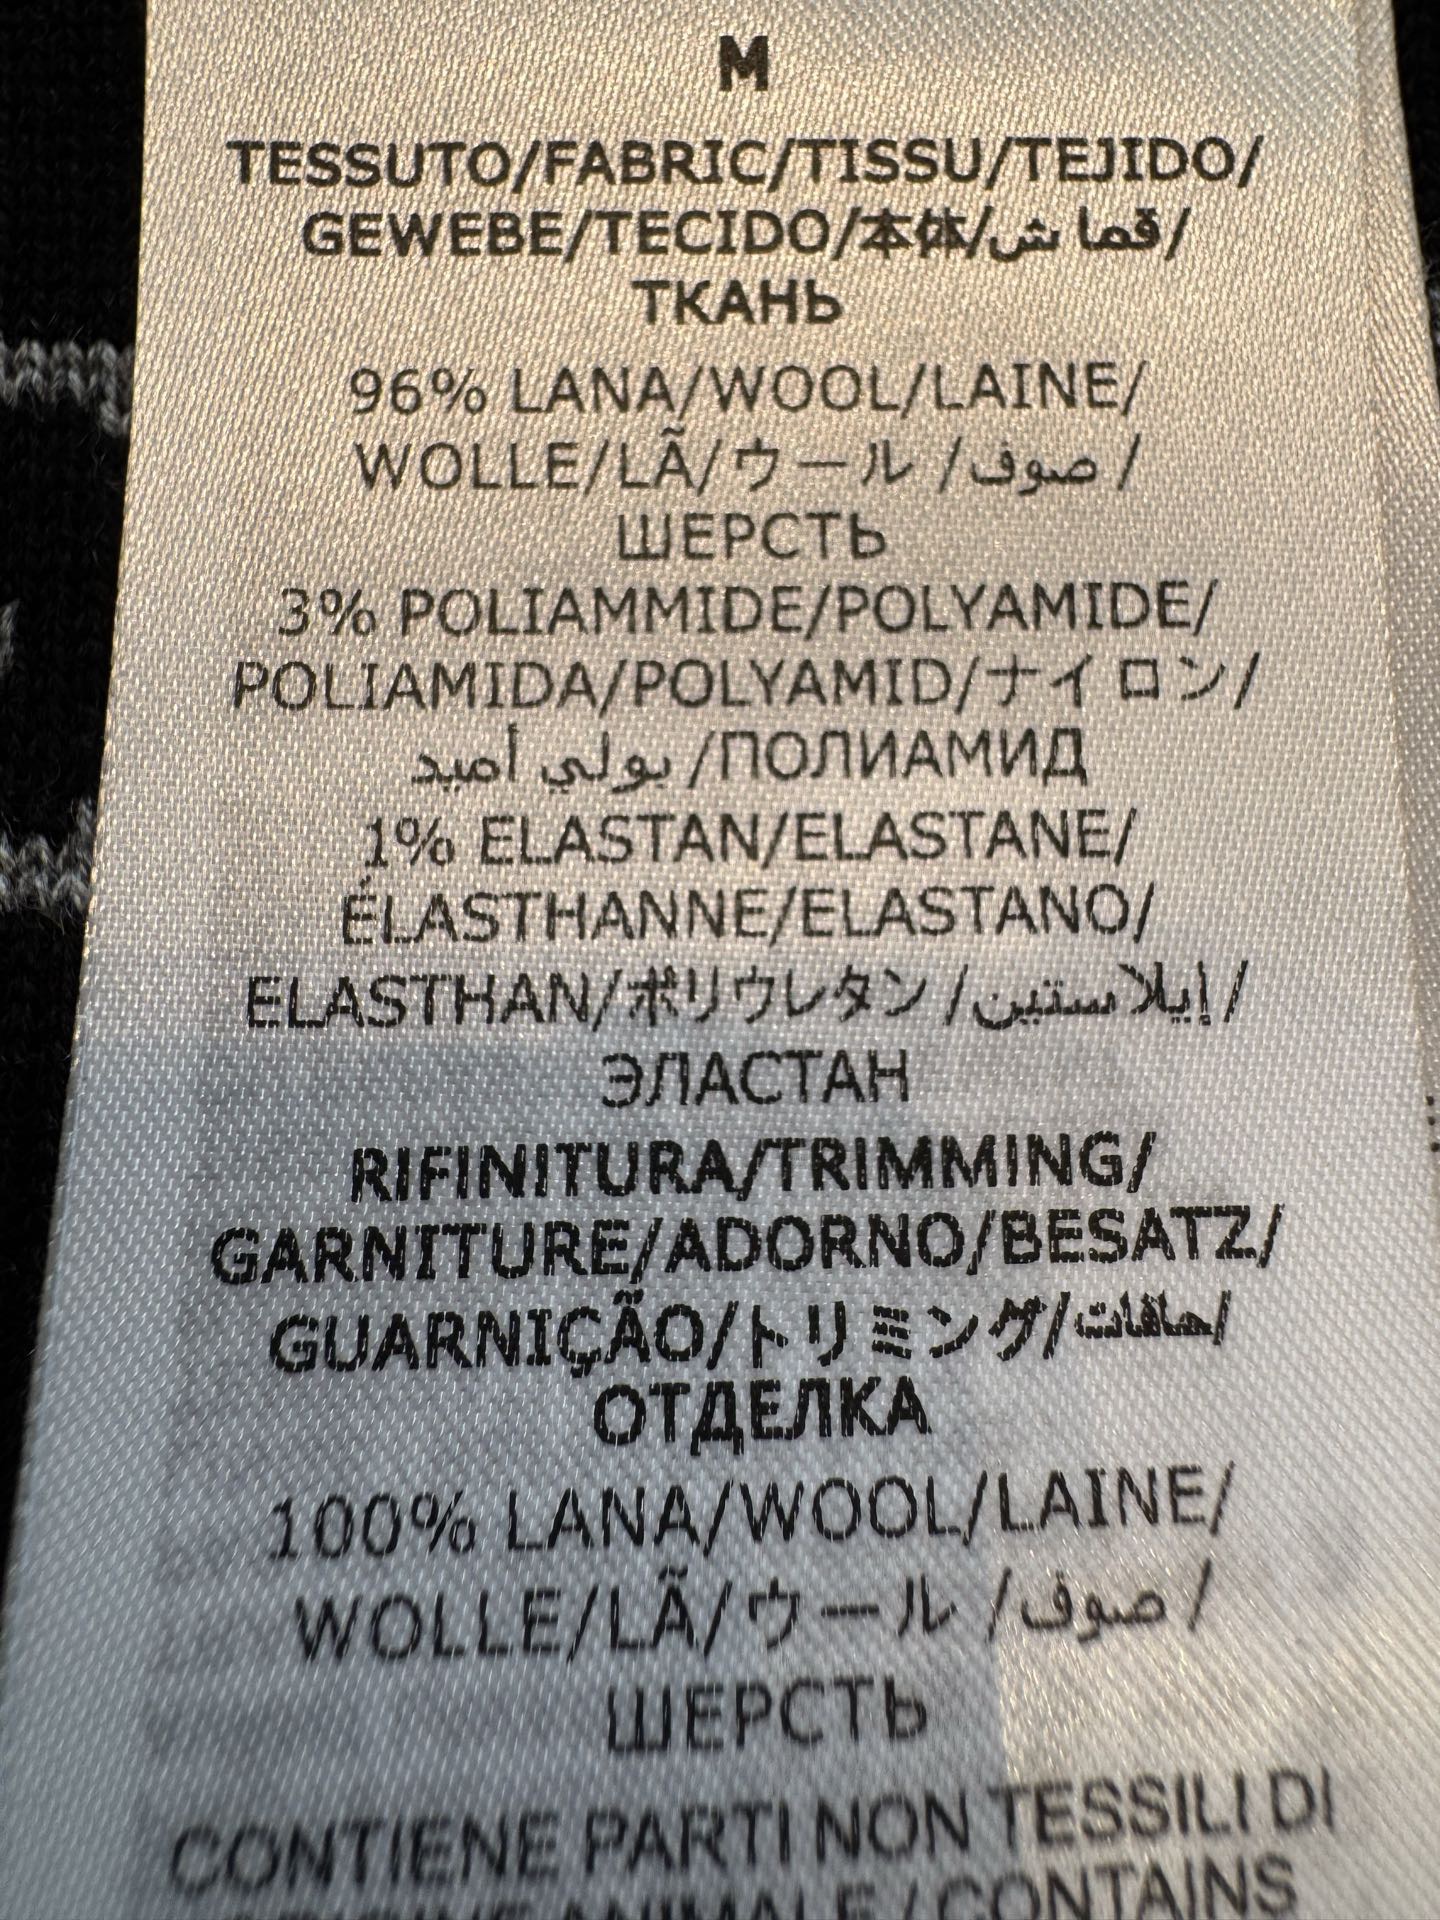 M
TESSUTO/FABRIC/TISSU/TEJIDO/
GEWEBE/TECIDO/本体/قماش/
ТКАНЬ
96% LANA/WOOL/LAINE/
WOLLE/LÃ/ウール/صوف/
ШЕРСТЬ
3% POLIAMMIDE/POLYAMIDE/
POLIAMIDA/POLYAMID/ナイロン/
بولي أميد/ПОЛИАМИД
1% ELASTAN/ELASTANE/
ÉLASTHANNE/ELASTANO/
ELASTHAN/ポリウレタン/إيلاستين/
ЭЛАСТАН
RIFINITURA/TRIMMING/
GARNITURE/ADORNO/BESATZ/
GUARNIÇÃO/トリミング/حافات/
ОТДЕЛКА
100% LANA/WOOL/LAINE/
WOLLE/LÃ/ウール/صوف/
ШЕРСТЬ
CONTIENE PARTI NON TESSILI DI
ORIGINE ANIMALE/CONTAINS